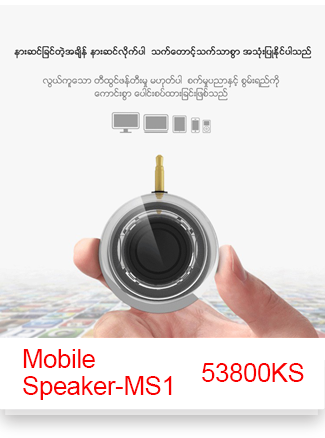 နားဆင်ခြင်တဲ့အချိန် နားဆင်လိုက်ပါ သက်တောင့်သက်သာစွာ အသုံးပြုနိုင်ပါသည်
လွယ်ကူသော တီထွင်ဖန်တီးမှု မဟုတ်ပါ စက်မှုပညာနှင့် စွမ်းရည်ကို
ကောင်းစွာ ပေါင်းစပ်ထားခြင်းဖြစ်သည်
Mobile
Speaker-MS1
53800KS